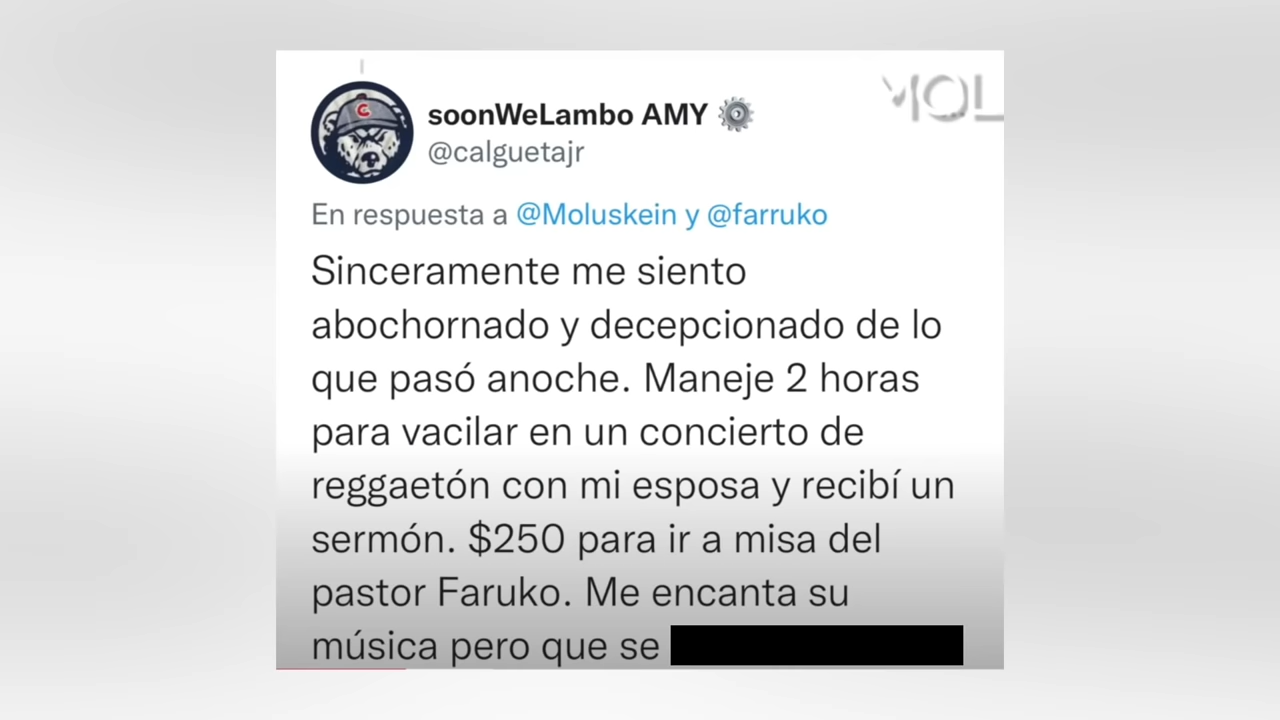 MOL
soonWeLambo AMY
@calguetajr
En respuesta a @Moluskein y @farruko
Sinceramente me siento
abochornado y decepcionado de lo
que pasó anoche. Maneje 2 horas
para vacilar en un concierto de
reggaetón con mi esposa y recibí un
sermón. $250 para ir a misa del
pastor Faruko. Me encanta su
música pero que se